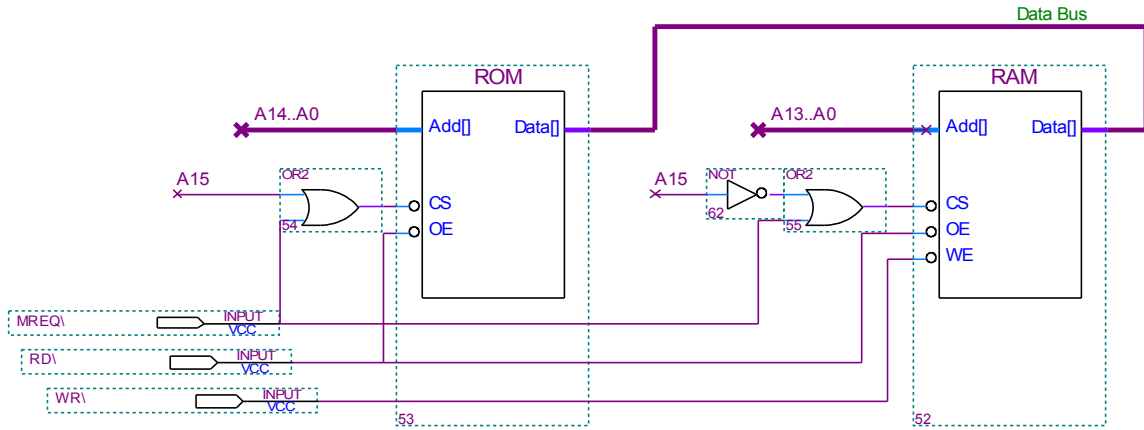 Data Bus
ROM
RAM
A14..A0
Add[]
Data[]
A13..A0
Add[]
Data[]
A15
OR2
54
CS
OE
A15
NOT
62
OR2
55
CS
OE
WE
MREQ\
INPUT
VCC
RD\
INPUT
VCC
WR\
INPUT
VCC
53
52